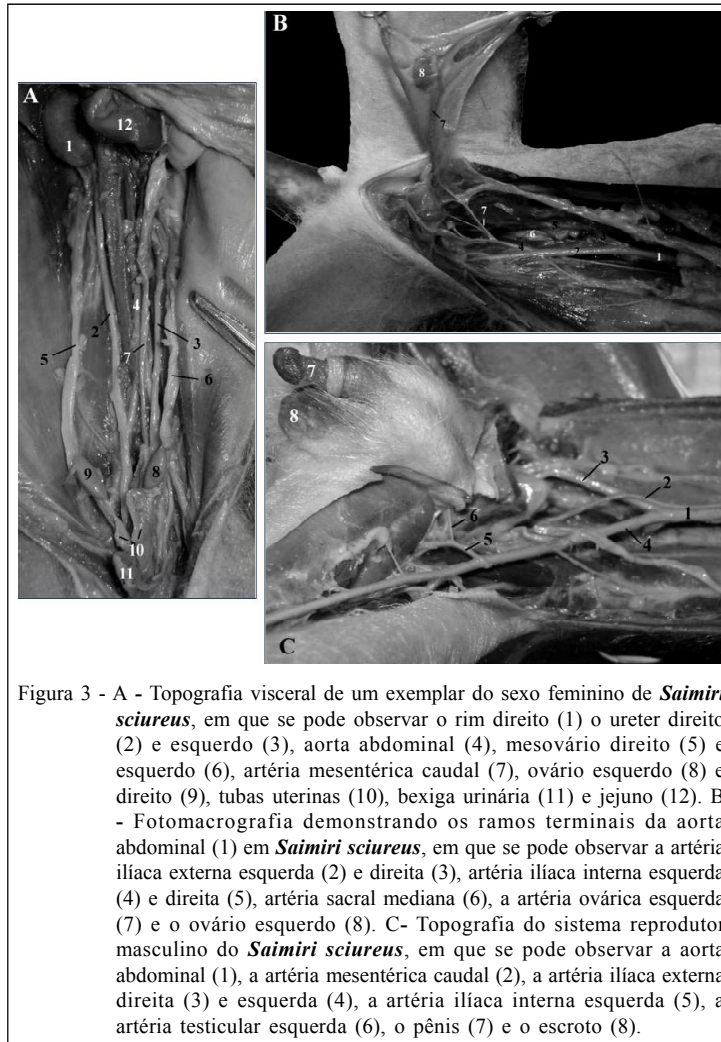 A
1
12
2
4
3
5
7
6
9
8
10
11
B
8
7
7
5
6
4
2
1
7
8
3
2
1
6
4
5
C
Figura 3 - A - Topografia visceral de um exemplar do sexo feminino de Saimiri
sciureus, em que se pode observar o rim direito (1) o ureter direito
(2) e esquerdo (3), aorta abdominal (4), mesovário direito (5) e
esquerdo (6), artéria mesentérica caudal (7), ovário esquerdo (8) e
direito (9), tubas uterinas (10), bexiga urinária (11) e jejuno (12). B
- Fotomacrografia demonstrando os ramos terminais da aorta
abdominal (1) em Saimiri sciureus, em que se pode observar a artéria
ilíaca externa esquerda (2) e direita (3), artéria ilíaca interna esquerda
(4) e direita (5), artéria sacral mediana (6), a artéria ovárica esquerda
(7) e o ovário esquerdo (8). C- Topografia do sistema reprodutor
masculino do Saimiri sciureus, em que se pode observar a aorta
abdominal (1), a artéria mesentérica caudal (2), a artéria ilíaca externa
direita (3) e esquerda (4), a artéria ilíaca interna esquerda (5), a
artéria testicular esquerda (6), o pênis (7) e o escroto (8).